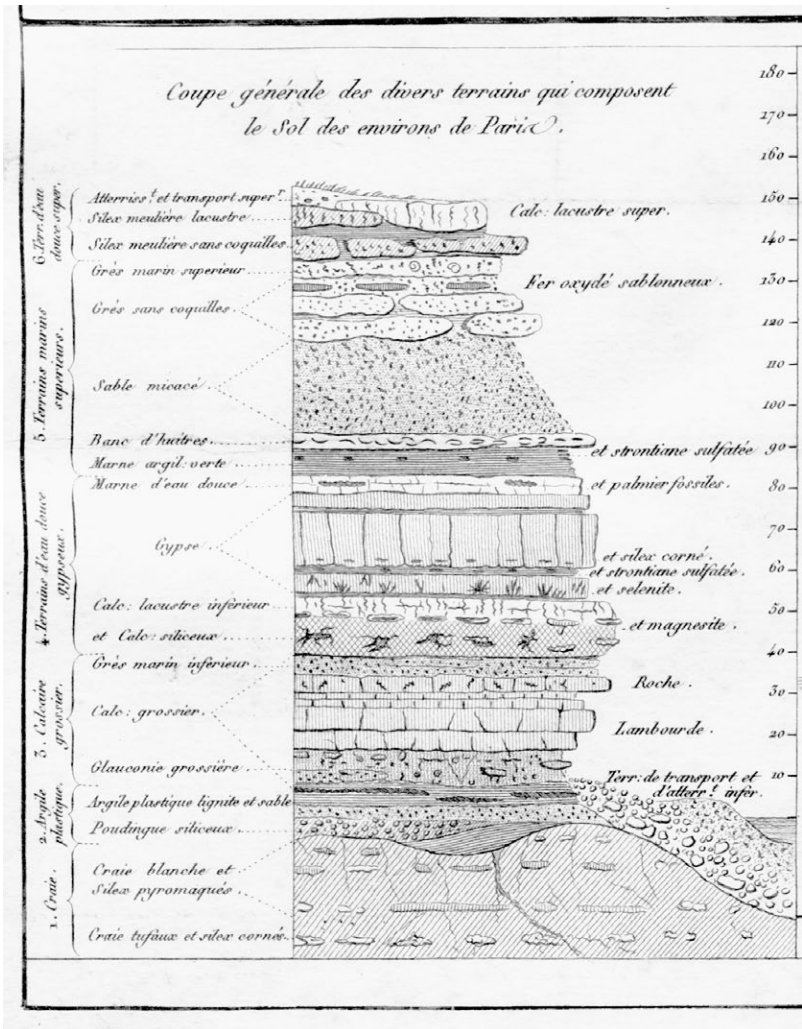 Coupe générale des divers terrains qui composent
le Sol des environs de Paris.
6. Terr. d'eau
douce super.
Atterriss.t et transport super.r
Silex meulière lacustre
Silex meulière sans coquilles
5. Terrains marins
superieurs.
Grés marin superieur
Grés sans coquilles
Sable micacé
Banc d'huîtres
Marne argil: verte
4. Terrains d'eau douce
gypseux.
Marne d'eau douce
Gypse
Calc: lacustre inférieur
et Calc: siliceux
3. Calcaire
grossier.
Grés marin inferieur
Calc: grossier
Glauconie grossière
2. Argile
plastique.
Argile plastique lignite et sable
Poudingue siliceux
1. Craie.
Craie blanche et
Silex pyromaqués
Craie tufaux et silex cornés
Calc: lacustre super.
Fer oxydé sablonneux.
et strontiane sulfatée
et palmier fossiles.
et silex corné.
et strontiane sulfatée.
et selenite.
et magnesite.
Roche.
Lambourde.
Terr: de transport et
d'atterr.t infér.
180
170
160
150
140
130
120
110
100
90
80
70
60
50
40
30
20
10